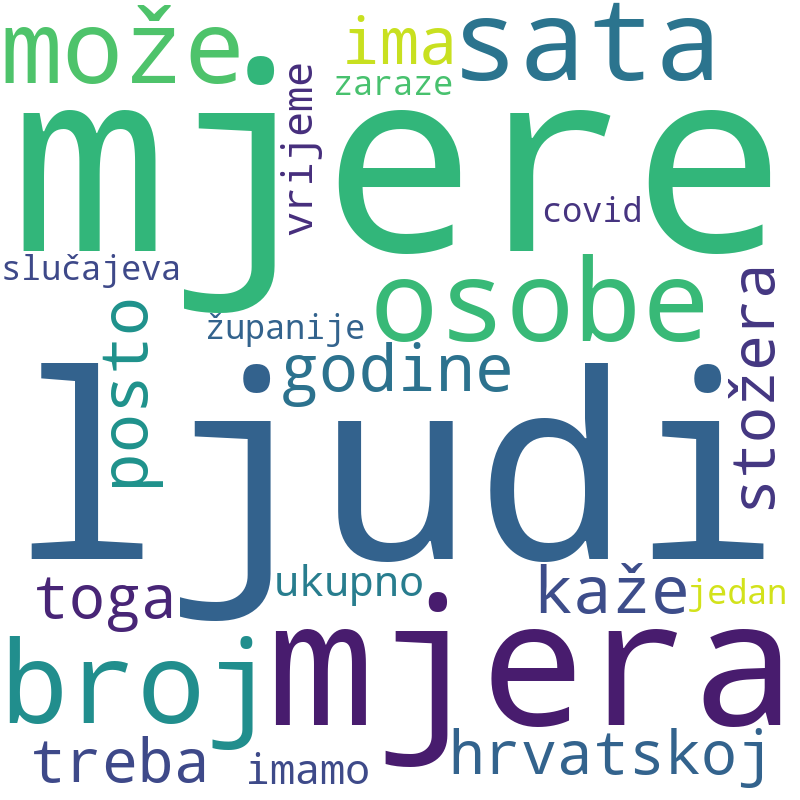 može
ima
sata
zaraze
vrijeme
mjere
covid
slučajeva
osobe
županije
posto
godine
stožera
ljudi
ukupno
kaže
jedan
toga
broj
mjera
treba
imamo
hrvatskoj